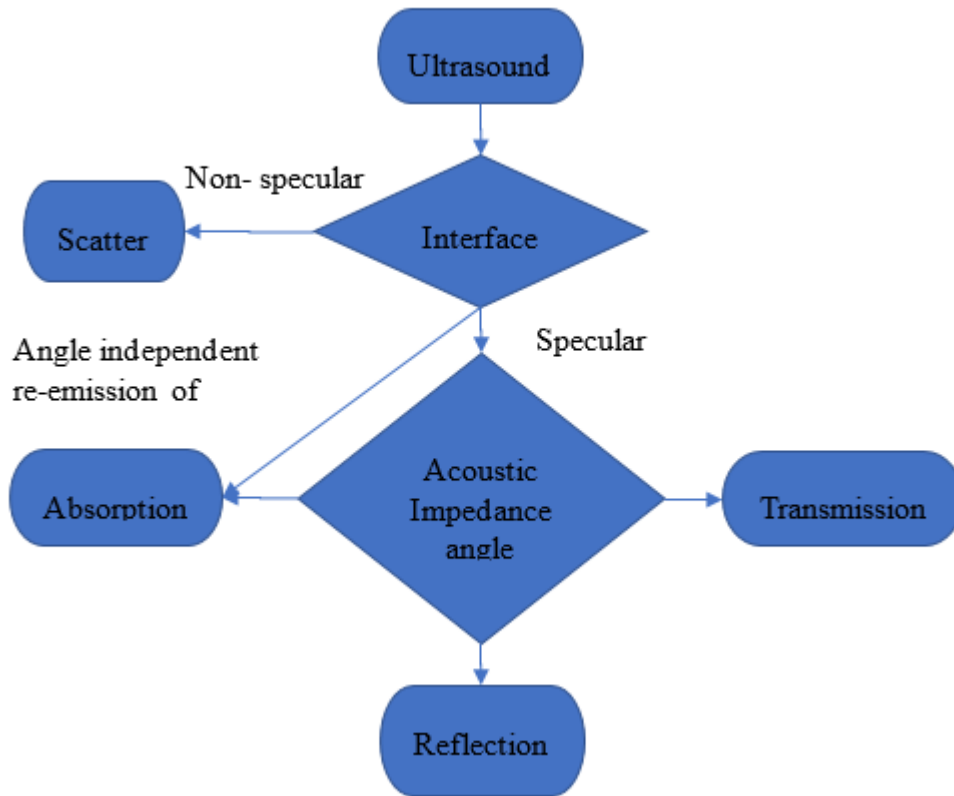 Ultrasound
Non- specular
Scatter
Interface
Specular
Angle independent
re-emission of
Absorption
Acoustic
Impedance
angle
Transmission
Reflection